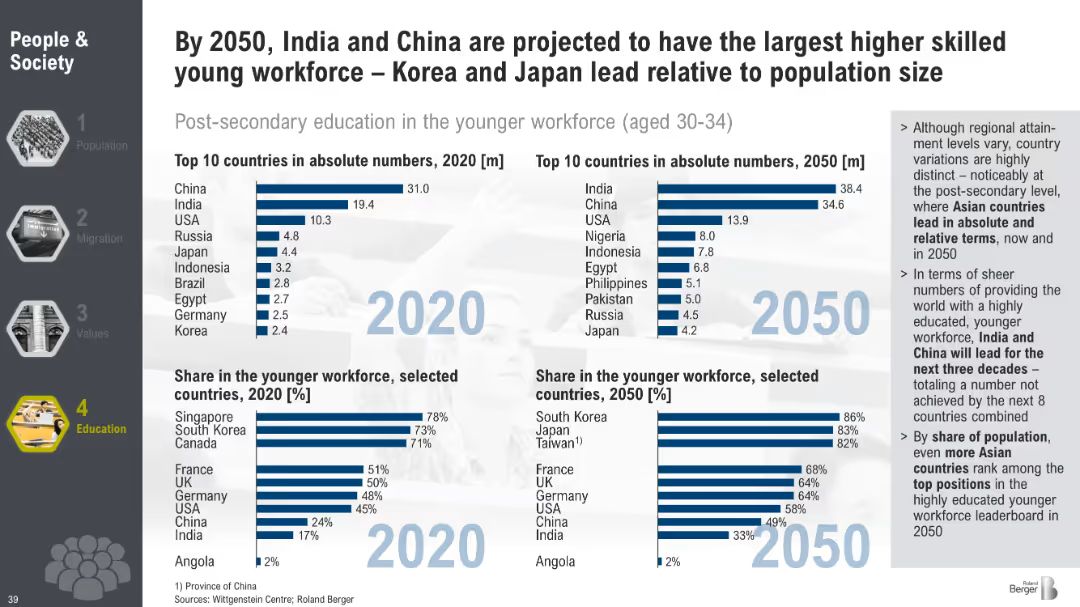 People &
Society
1
Population
2
Migration
3
Values
4
Education
39
By 2050, India and China are projected to have the largest higher skilled
young workforce – Korea and Japan lead relative to population size
Post-secondary education in the younger workforce (aged 30-34)
Top 10 countries in absolute numbers, 2020 [m]
China 31.0
India 19.4
USA 10.3
Russia 4.8
Japan 4.4
Indonesia 3.2
Brazil 2.8
Egypt 2.7
Germany 2.5
Korea 2.4
2020
Top 10 countries in absolute numbers, 2050 [m]
India 38.4
China 34.6
USA 13.9
Nigeria 8.0
Indonesia 7.8
Egypt 6.8
Philippines 5.1
Pakistan 5.0
Russia 4.5
Japan 4.2
2050
Share in the younger workforce, selected
countries, 2020 [%]
Singapore 78%
South Korea 73%
Canada 71%
France 51%
UK 50%
Germany 48%
USA 45%
China 24%
India 17%
Angola 2%
2020
Share in the younger workforce, selected
countries, 2050 [%]
South Korea 86%
Japan 83%
Taiwan1) 82%
France 68%
UK 64%
Germany 64%
USA 58%
China 49%
India 33%
Angola 2%
2050
> Although regional attain-
ment levels vary, country
variations are highly
distinct – noticeably at
the post-secondary level,
where Asian countries
lead in absolute and
relative terms, now and
in 2050
> In terms of sheer
numbers of providing the
world with a highly
educated, younger
workforce, India and
China will lead for the
next three decades –
totaling a number not
achieved by the next 8
countries combined
> By share of population,
even more Asian
countries rank among the
top positions in the
highly educated younger
workforce leaderboard in
2050
1) Province of China
Sources: Wittgenstein Centre; Roland Berger
Roland
Berger